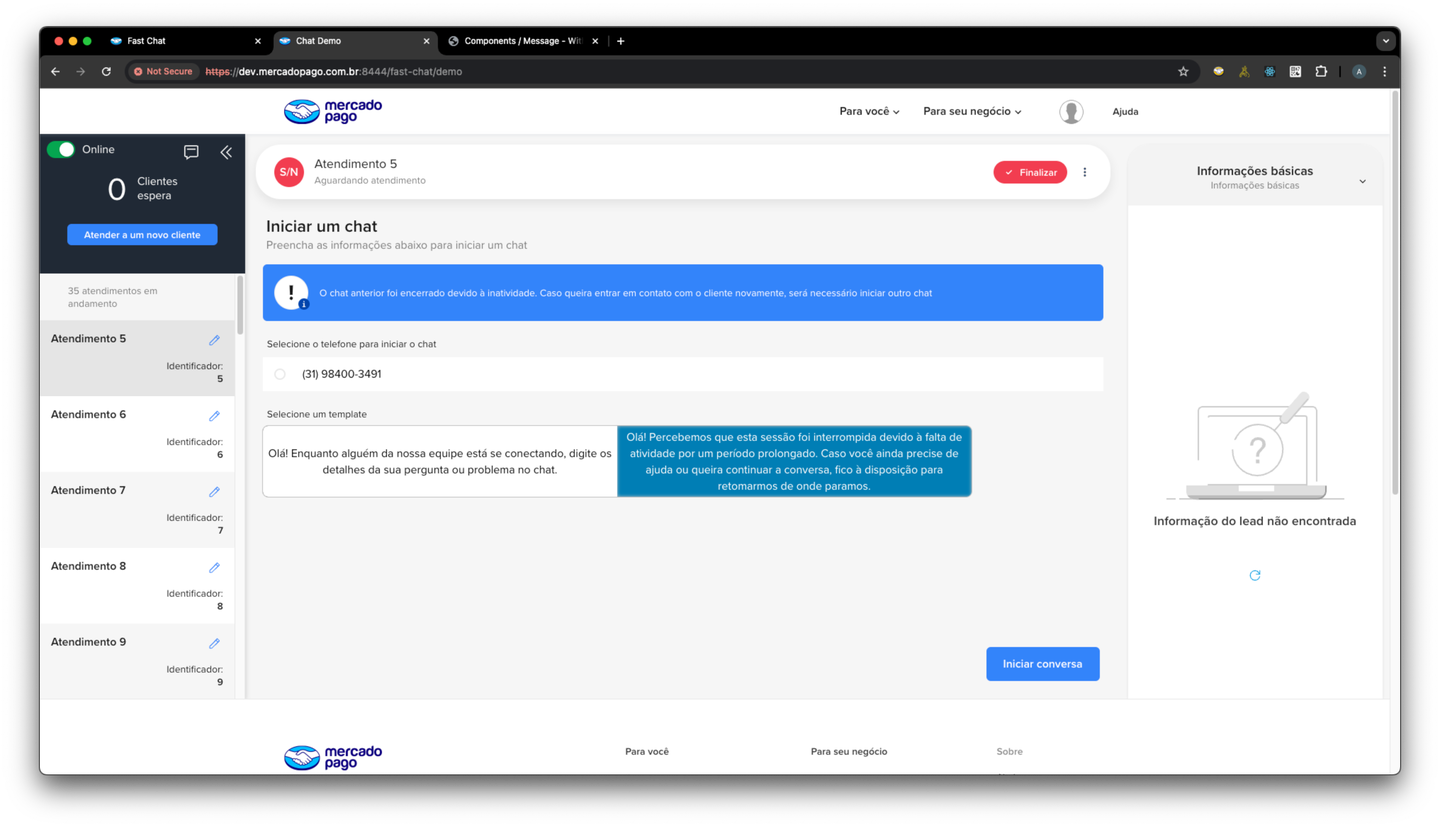 Fast Chat
Chat Demo
Components / Message - Wit
Not Secure https://dev.mercadopago.com.br:8444/fast-chat/demo
A
mercado
pago
Para você
Para seu negócio
Ajuda
Online
0
Clientes
espera
Atender a um novo cliente
35 atendimentos em
andamento
Atendimento 5
Identificador:
5
Atendimento 6
Identificador:
6
Atendimento 7
Identificador:
7
Atendimento 8
Identificador:
8
Atendimento 9
Identificador:
9
S/N
Atendimento 5
Aguardando atendimento
Finalizar
Iniciar um chat
Preencha as informações abaixo para iniciar um chat
O chat anterior foi encerrado devido à inatividade. Caso queira entrar em contato com o cliente novamente, será necessário iniciar outro chat
Selecione o telefone para iniciar o chat
(31) 98400-3491
Selecione um template
Olá! Enquanto alguém da nossa equipe está se conectando, digite os
detalhes da sua pergunta ou problema no chat.
Olá! Percebemos que esta sessão foi interrompida devido à falta de
atividade por um período prolongado. Caso você ainda precise de
ajuda ou queira continuar a conversa, fico à disposição para
retomarmos de onde paramos.
Iniciar conversa
Informações básicas
Informações básicas
Informação do lead não encontrada
mercado
pago
Para você
Para seu negócio
Sobre